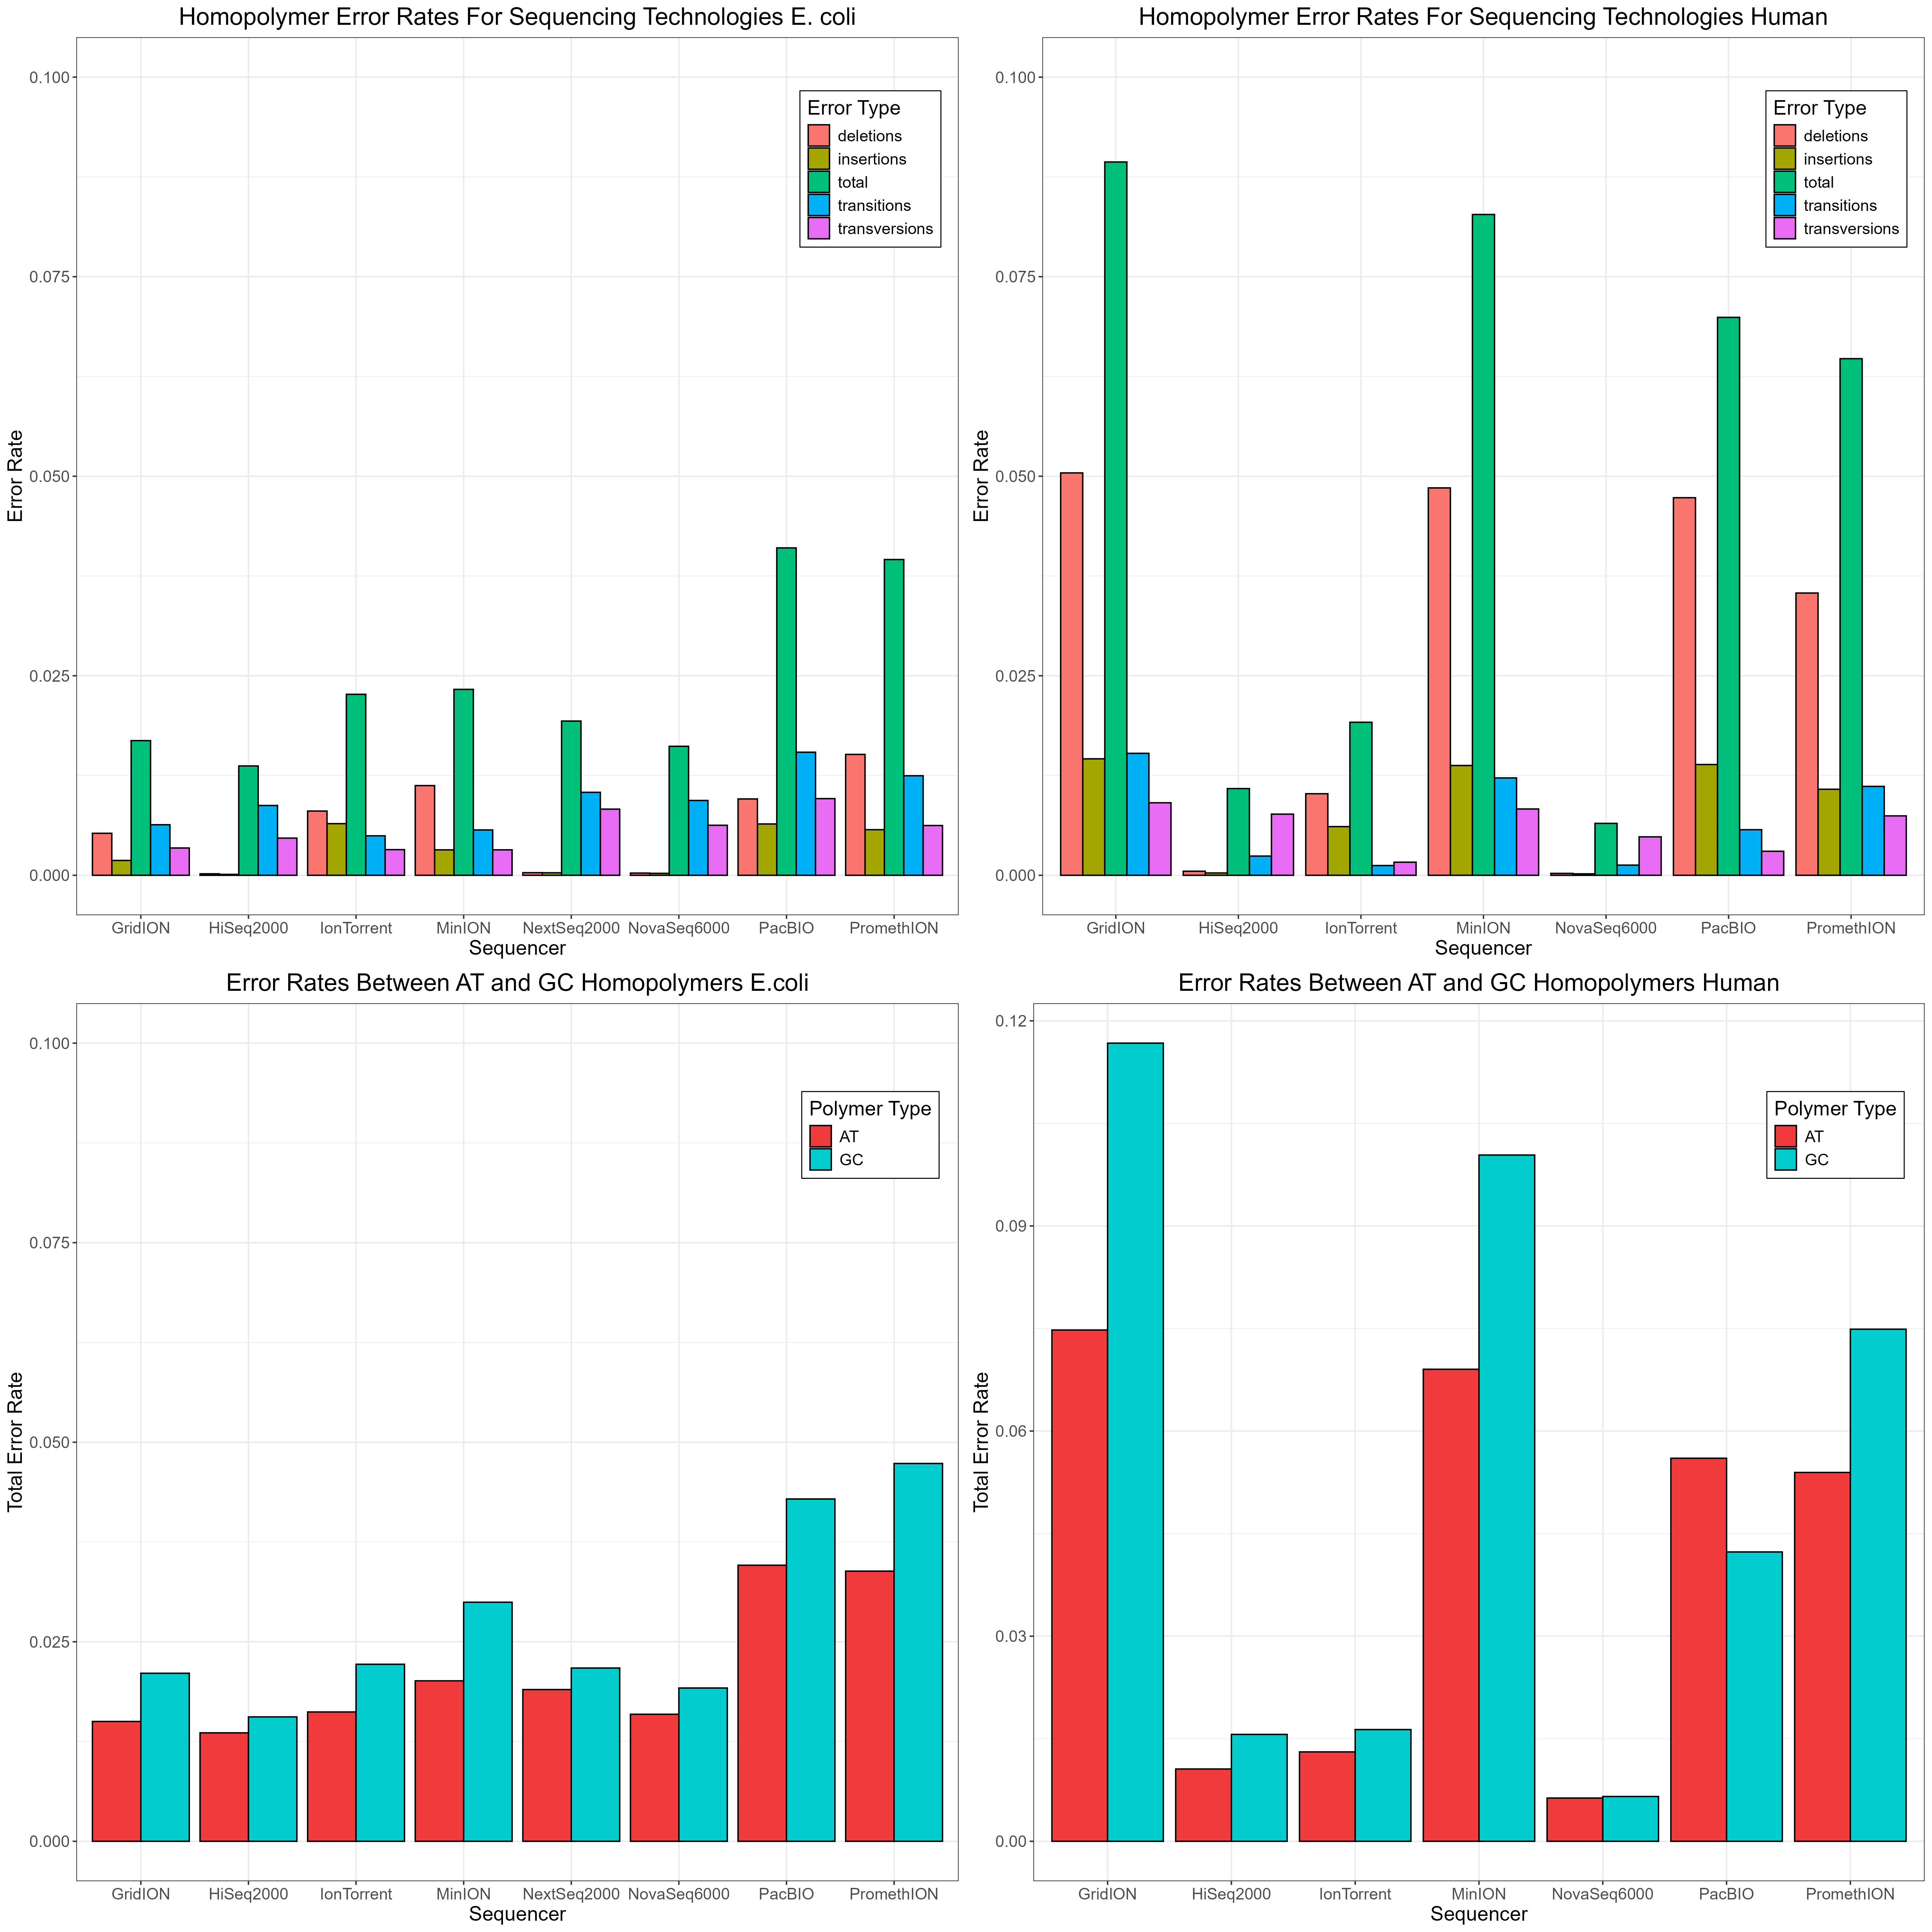 Homopolymer Error Rates For Sequencing Technologies E. coli
0.100
0.075
0.050
0.025
0.000
Error Rate
Error Type
deletions
insertions
total
transitions
transversions
GridION HiSeq2000 IonTorrent MinION NextSeq2000 NovaSeq6000 PacBIO PromethION
Sequencer
Homopolymer Error Rates For Sequencing Technologies Human
0.100
0.075
0.050
0.025
0.000
Error Rate
Error Type
deletions
insertions
total
transitions
transversions
GridION HiSeq2000 IonTorrent MinION NovaSeq6000 PacBIO PromethION
Sequencer
Error Rates Between AT and GC Homopolymers E.coli
0.100
0.075
0.050
0.025
0.000
Total Error Rate
Polymer Type
AT
GC
GridION HiSeq2000 IonTorrent MinION NextSeq2000 NovaSeq6000 PacBIO PromethION
Sequencer
Error Rates Between AT and GC Homopolymers Human
0.12
0.09
0.06
0.03
0.00
Total Error Rate
Polymer Type
AT
GC
GridION HiSeq2000 IonTorrent MinION NovaSeq6000 PacBIO PromethION
Sequencer